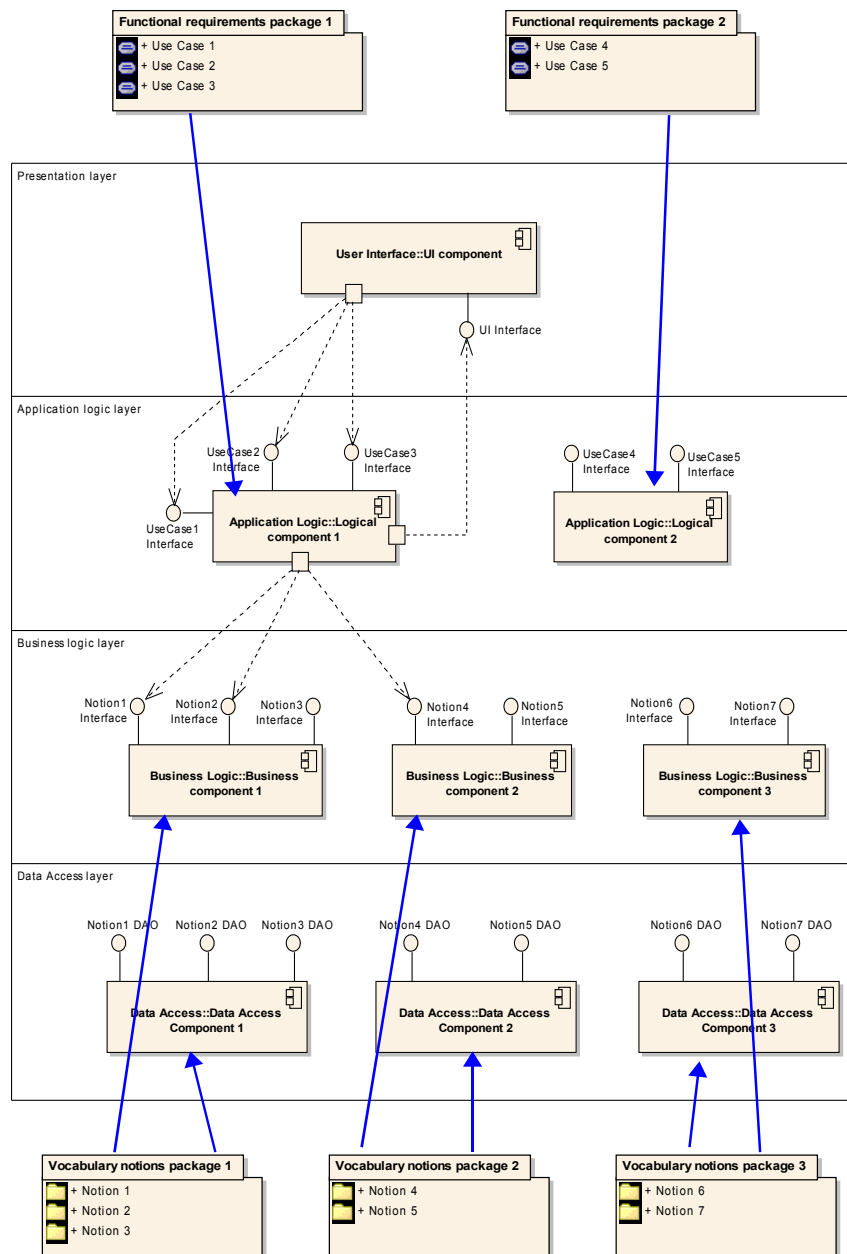 Functional requirements package 1
+ Use Case 1
+ Use Case 2
+ Use Case 3
Functional requirements package 2
+ Use Case 4
+ Use Case 5
Presentation layer
User Interface::UI component
UI Interface
Application logic layer
UseCase2
Interface
UseCase3
Interface
UseCase4
Interface
UseCase5
Interface
UseCase1
Interface
Application Logic::Logical
component 1
Application Logic::Logical
component 2
Business logic layer
Notion1
Interface
Notion2
Interface
Notion3
Interface
Notion4
Interface
Notion5
Interface
Notion6
Interface
Notion7
Interface
Business Logic::Business
component 1
Business Logic::Business
component 2
Business Logic::Business
component 3
Data Access layer
Notion1 DAO
Notion2 DAO
Notion3 DAO
Notion4 DAO
Notion5 DAO
Notion6 DAO
Notion7 DAO
Data Access::Data Access
Component 1
Data Access::Data Access
Component 2
Data Access::Data Access
Component 3
Vocabulary notions package 1
+ Notion 1
+ Notion 2
+ Notion 3
Vocabulary notions package 2
+ Notion 4
+ Notion 5
Vocabulary notions package 3
+ Notion 6
+ Notion 7